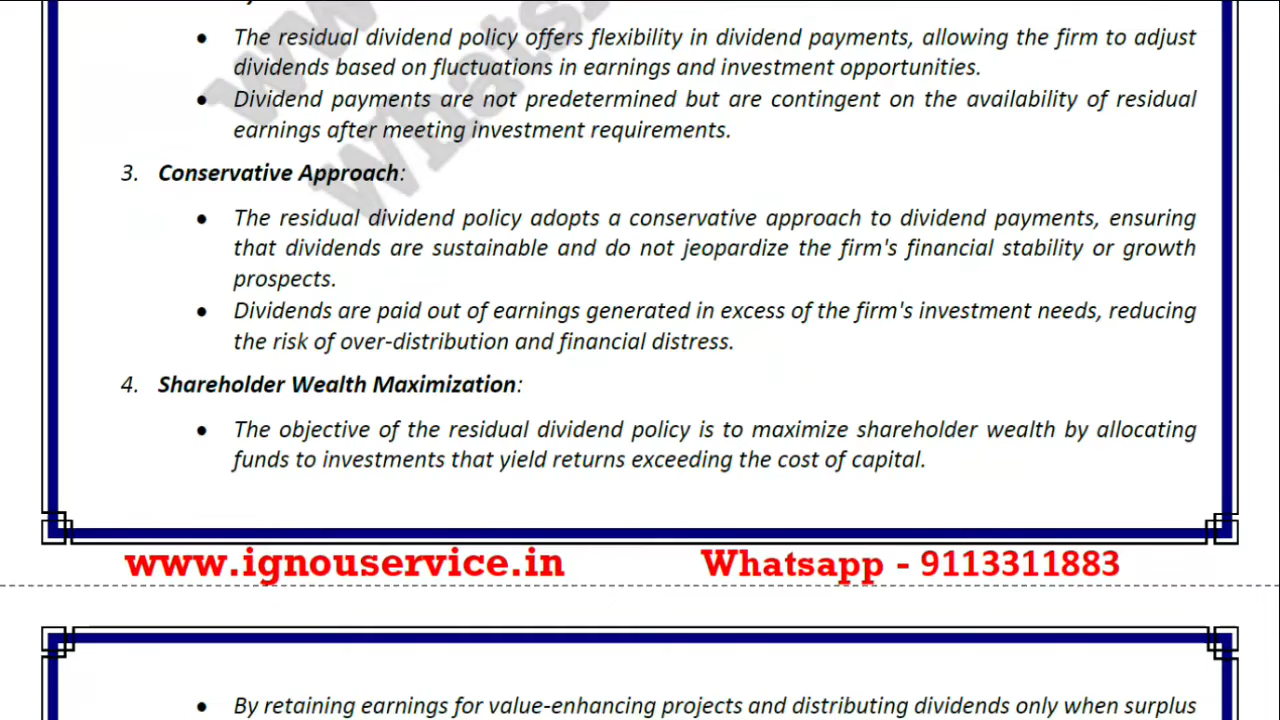 • The residual dividend policy offers flexibility in dividend payments, allowing the firm to adjust
dividends based on fluctuations in earnings and investment opportunities.
• Dividend payments are not predetermined but are contingent on the availability of residual
earnings after meeting investment requirements.
3. Conservative Approach:
• The residual dividend policy adopts a conservative approach to dividend payments, ensuring
that dividends are sustainable and do not jeopardize the firm's financial stability or growth
prospects.
• Dividends are paid out of earnings generated in excess of the firm's investment needs, reducing
the risk of over-distribution and financial distress.
4. Shareholder Wealth Maximization:
• The objective of the residual dividend policy is to maximize shareholder wealth by allocating
funds to investments that yield returns exceeding the cost of capital.
www.ignouservice.in Whatsapp - 9113311883
• By retaining earnings for value-enhancing projects and distributing dividends only when surplus